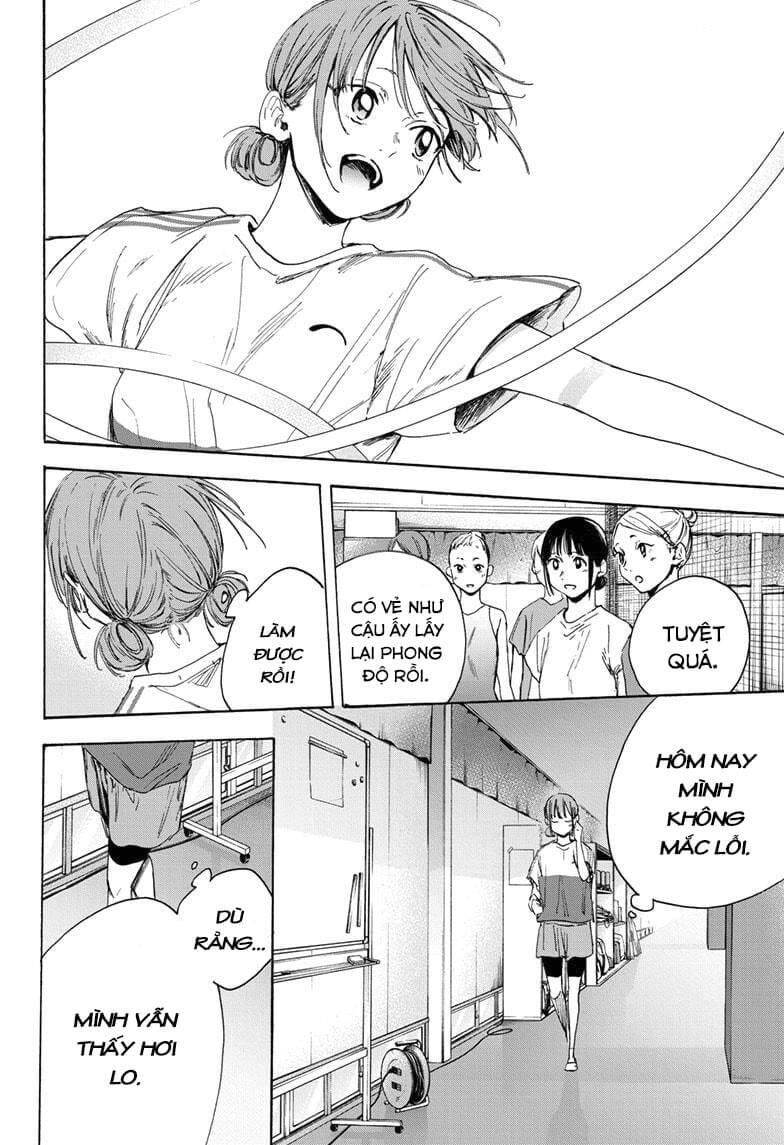 TUYỆT
QUÁ.
CÓ VẺ NHƯ
CẬU ẤY LẤY
LẠI PHONG
ĐỘ RỒI.
LÀM
ĐƯỢC
RỒI!
HÔM NAY
MÌNH
KHÔNG
MẮC LỖI.
DÙ
RẰNG...
MÌNH VẪN
THẤY HƠI
LO.